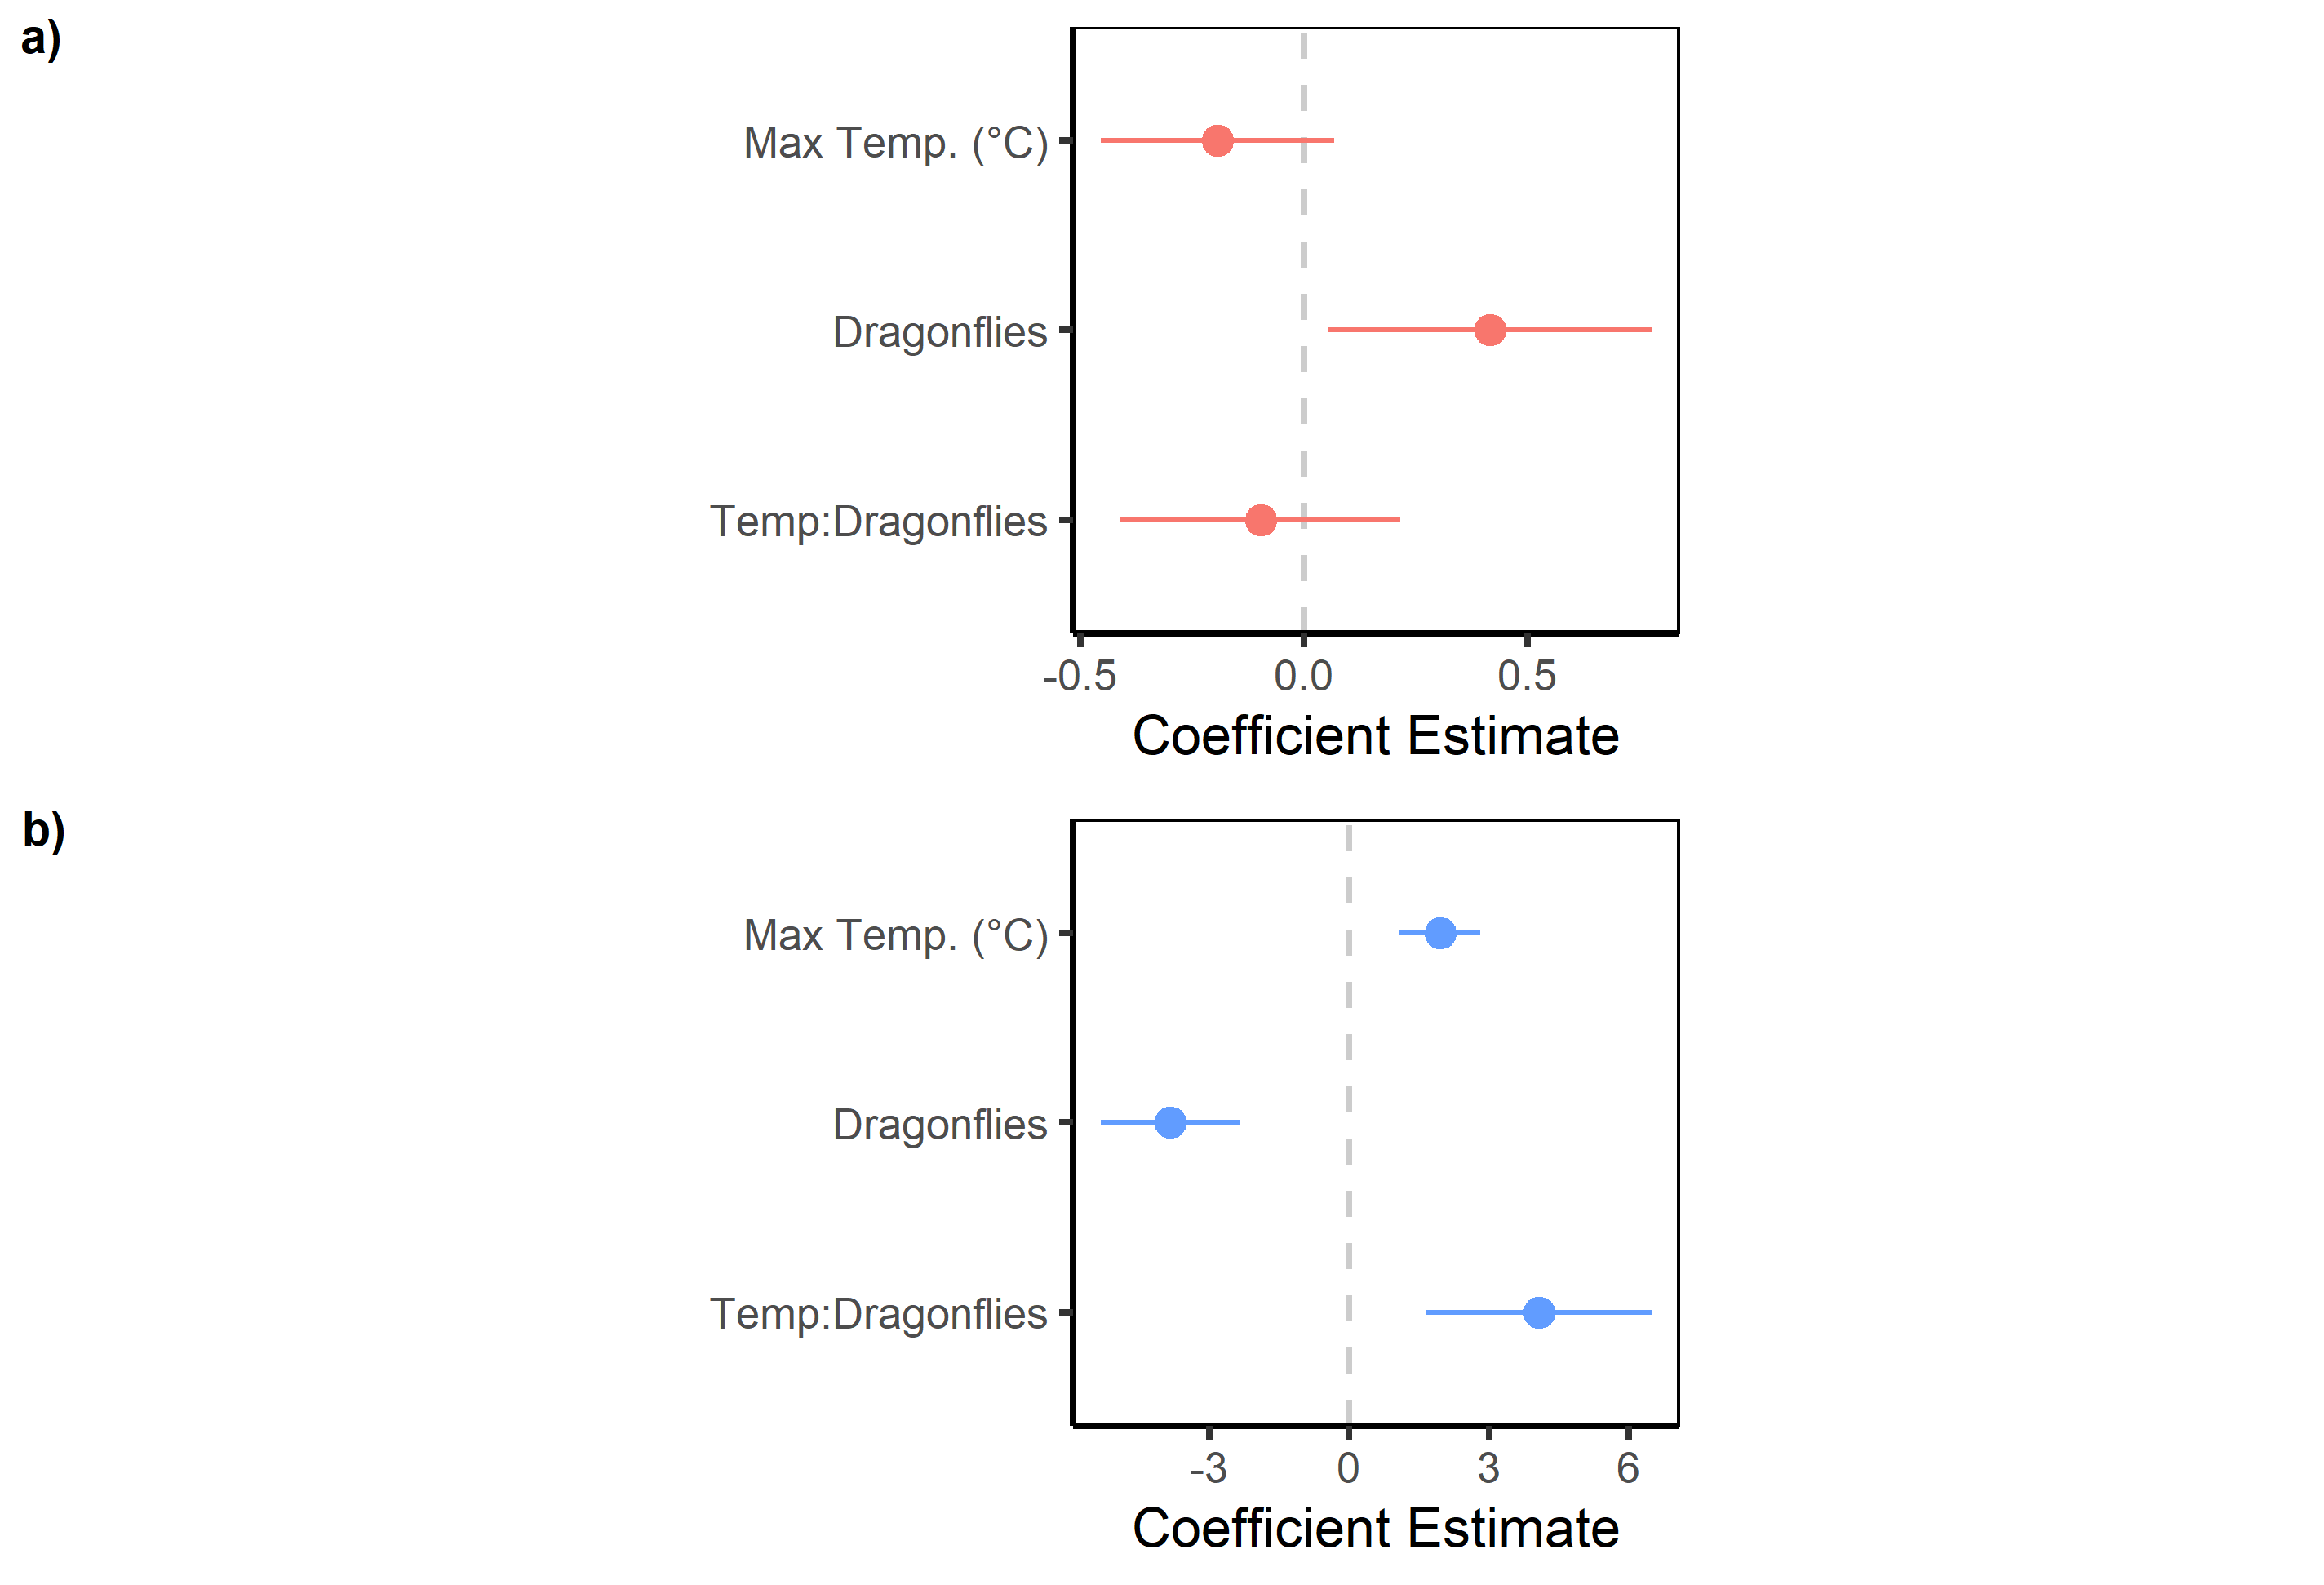 a)
Max Temp. (°C)
Dragonflies
Temp:Dragonflies
-0.5 0.0 0.5
Coefficient Estimate
b)
Max Temp. (°C)
Dragonflies
Temp:Dragonflies
-3 0 3 6
Coefficient Estimate